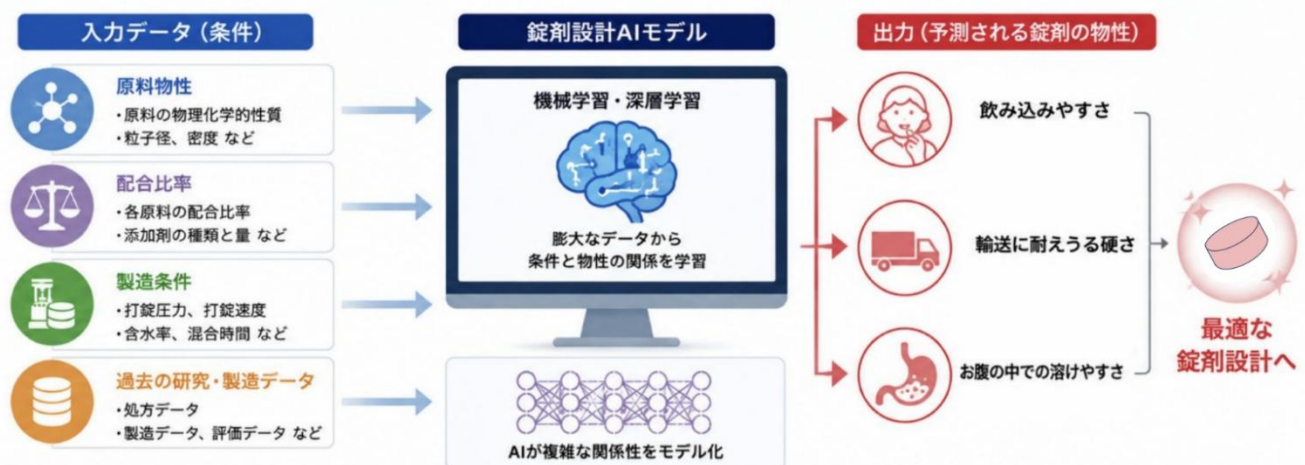 入力データ（条件）
原料物性
・原料の物理化学的性質
・粒子径、密度 など
配合比率
・各原料の配合比率
・添加剤の種類と量 など
製造条件
・打錠圧力、打錠速度
・含水率、混合時間 など
過去の研究・製造データ
・処方データ
・製造データ、評価データ など
錠剤設計AIモデル
機械学習・深層学習
膨大なデータから
条件と物性の関係を学習
AIが複雑な関係性をモデル化
出力（予測される錠剤の物性）
飲み込みやすさ
輸送に耐えうる硬さ
お腹の中での溶けやすさ
最適な
錠剤設計へ